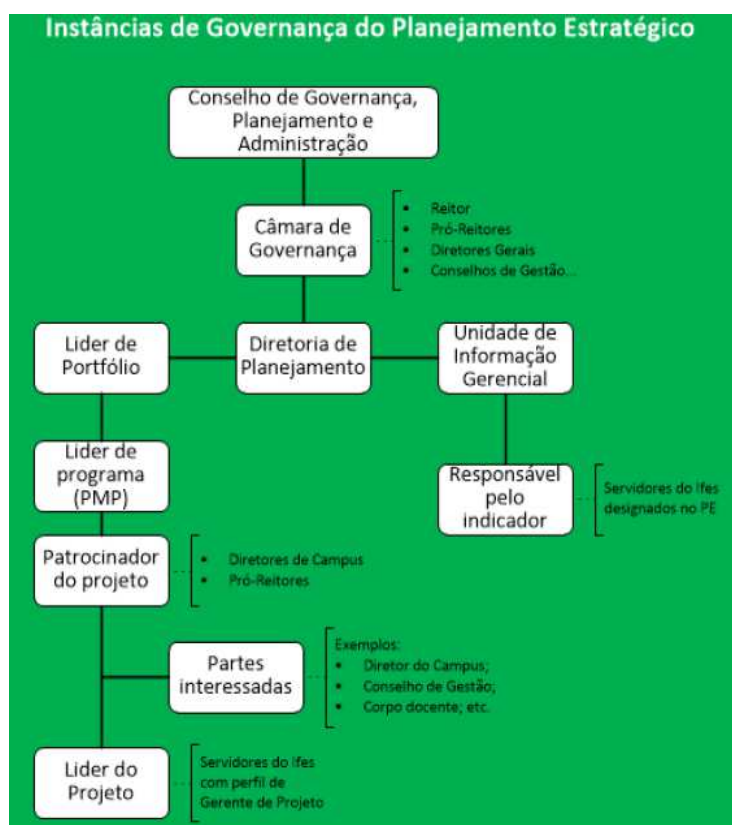 Instâncias de Governança do Planejamento Estratégico
Conselho de Governança,
Planejamento e
Administração
Câmara de
Governança
• Reitor
• Pró-Reitores
• Diretores Gerais
• Conselhos de Gestão...
Lider de
Portfólio
Diretoria de
Planejamento
Unidade de
Informação
Gerencial
Lider de
programa
(PMP)
Responsável
pelo
indicador
Servidores do Ifes
designados no PE
Patrocinador
do projeto
• Diretores de Campus
• Pró-Reitores
Partes
interessadas
Exemplos:
• Diretor do Campus;
• Conselho de Gestão;
• Corpo docente; etc.
Lider do
Projeto
Servidores do Ifes
com perfil de
Gerente de Projeto